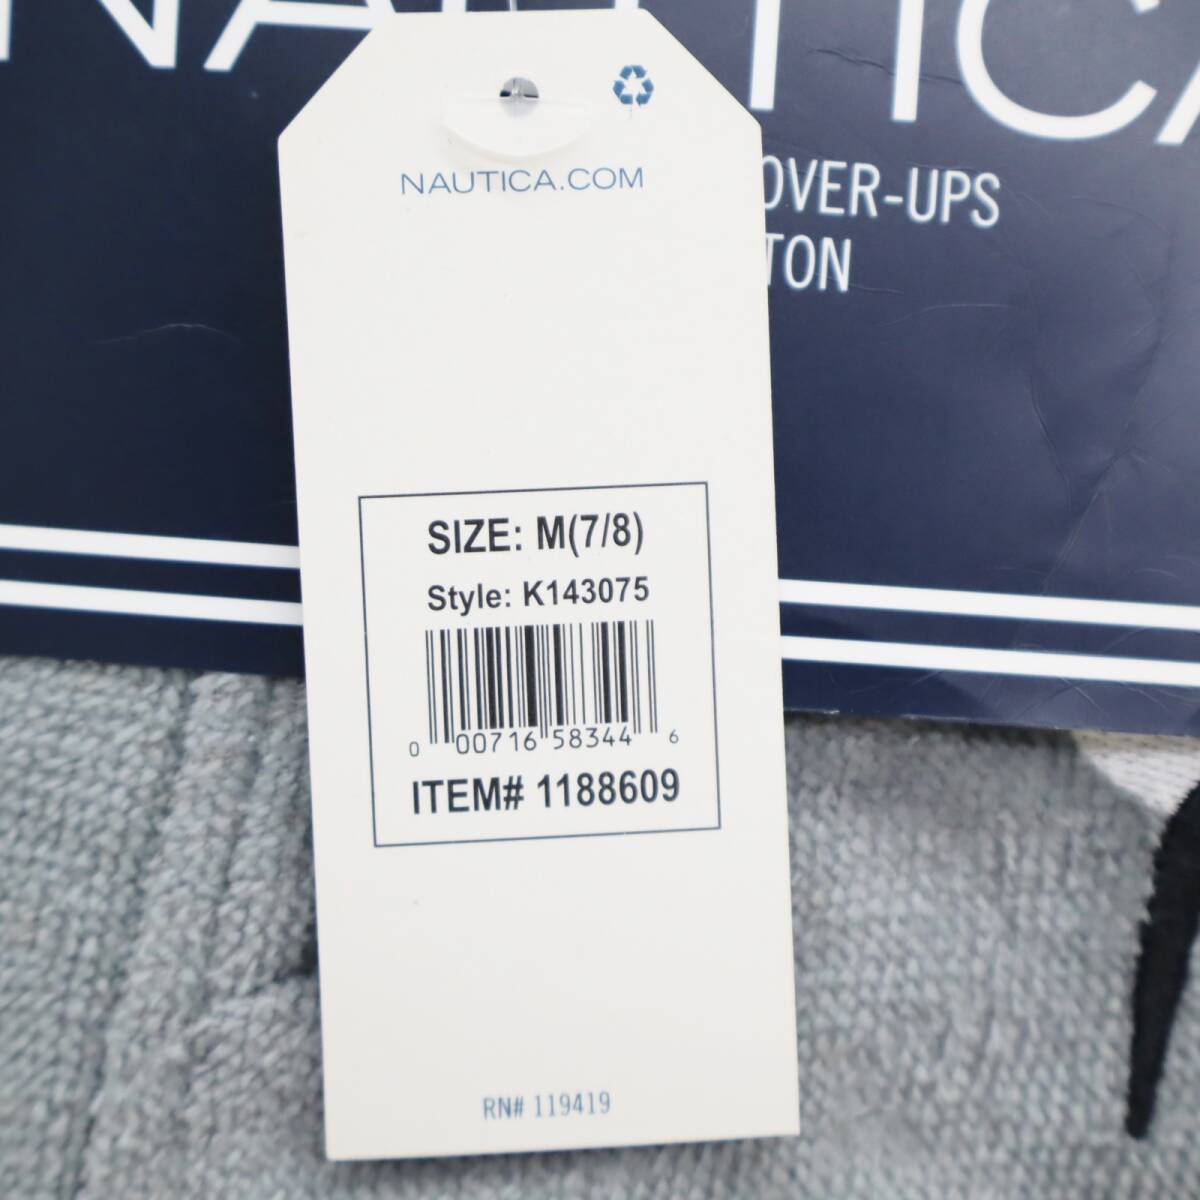 NAUTICA
OVER-UPS
TON
NAUTICA.COM
SIZE: M(7/8)
Style: K143075
0 00716 58344 6
ITEM# 1188609
RN# 119419